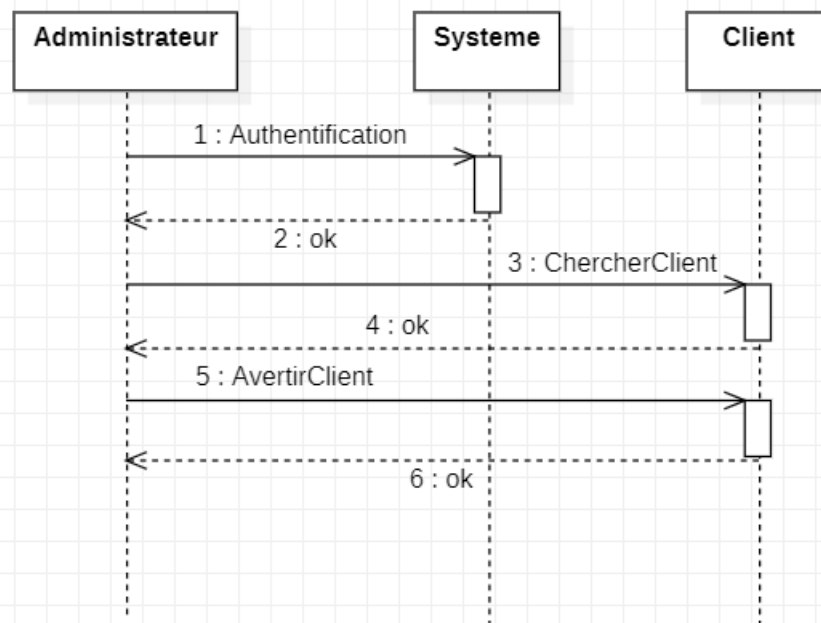 Administrateur
Systeme
Client
1 : Authentification
2 : ok
3 : ChercherClient
4 : ok
5 : AvertirClient
6 : ok